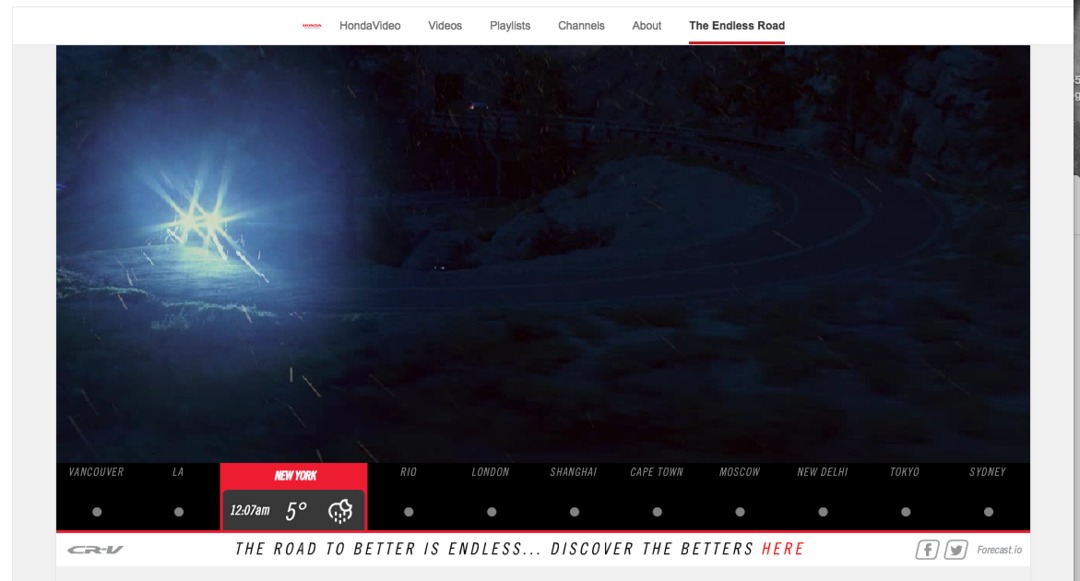 HONDA HondaVideo Videos Playlists Channels About The Endless Road
VANCOUVER LA NEW YORK RIO LONDON SHANGHAI CAPE TOWN MOSCOW NEW DELHI TOKYO SYDNEY
12:07am 5°
CR-V THE ROAD TO BETTER IS ENDLESS... DISCOVER THE BETTERS HERE Forecast.io